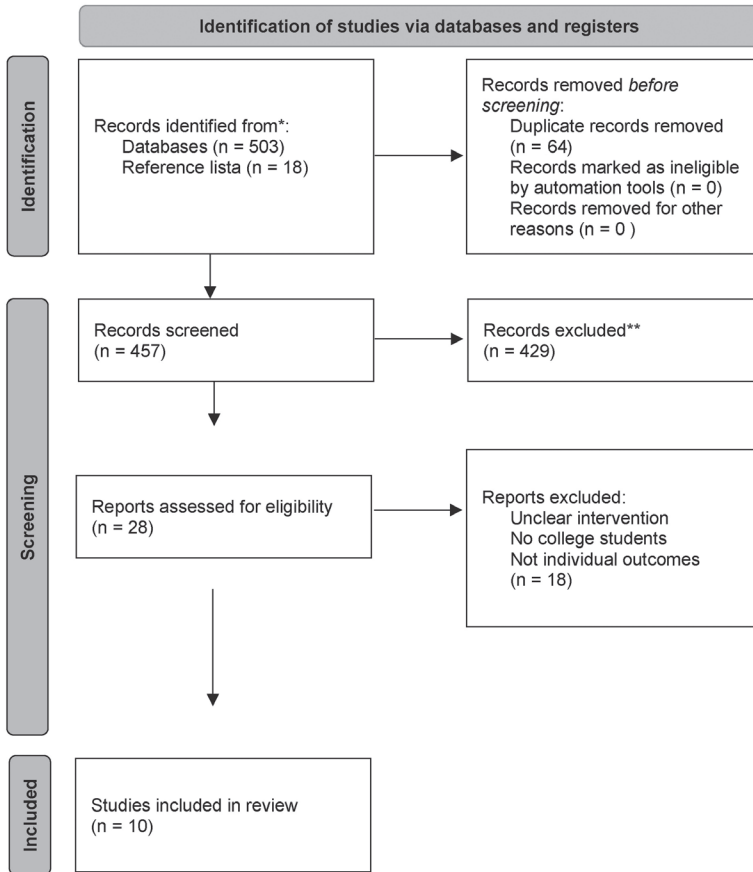 Identification of studies via databases and registers
Identification
Records identified from*:
Databases (n = 503)
Reference lista (n = 18)
Records removed before
screening:
Duplicate records removed
(n = 64)
Records marked as ineligible
by automation tools (n = 0)
Records removed for other
reasons (n = 0 )
Screening
Records screened
(n = 457)
Records excluded**
(n = 429)
Reports assessed for eligibility
(n = 28)
Reports excluded:
Unclear intervention
No college students
Not individual outcomes
(n = 18)
Included
Studies included in review
(n = 10)